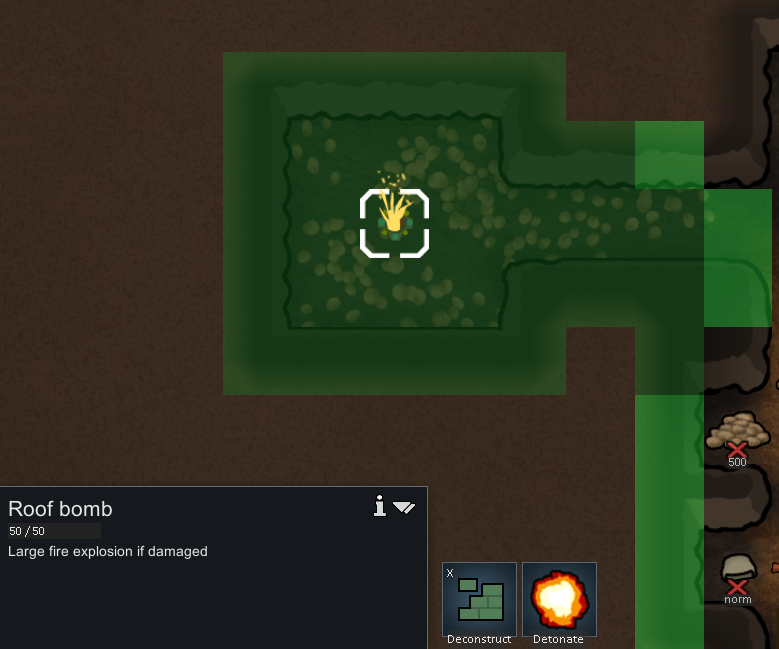 500
norm
Roof bomb
50 / 50
Large fire explosion if damaged
X
Deconstruct
Detonate